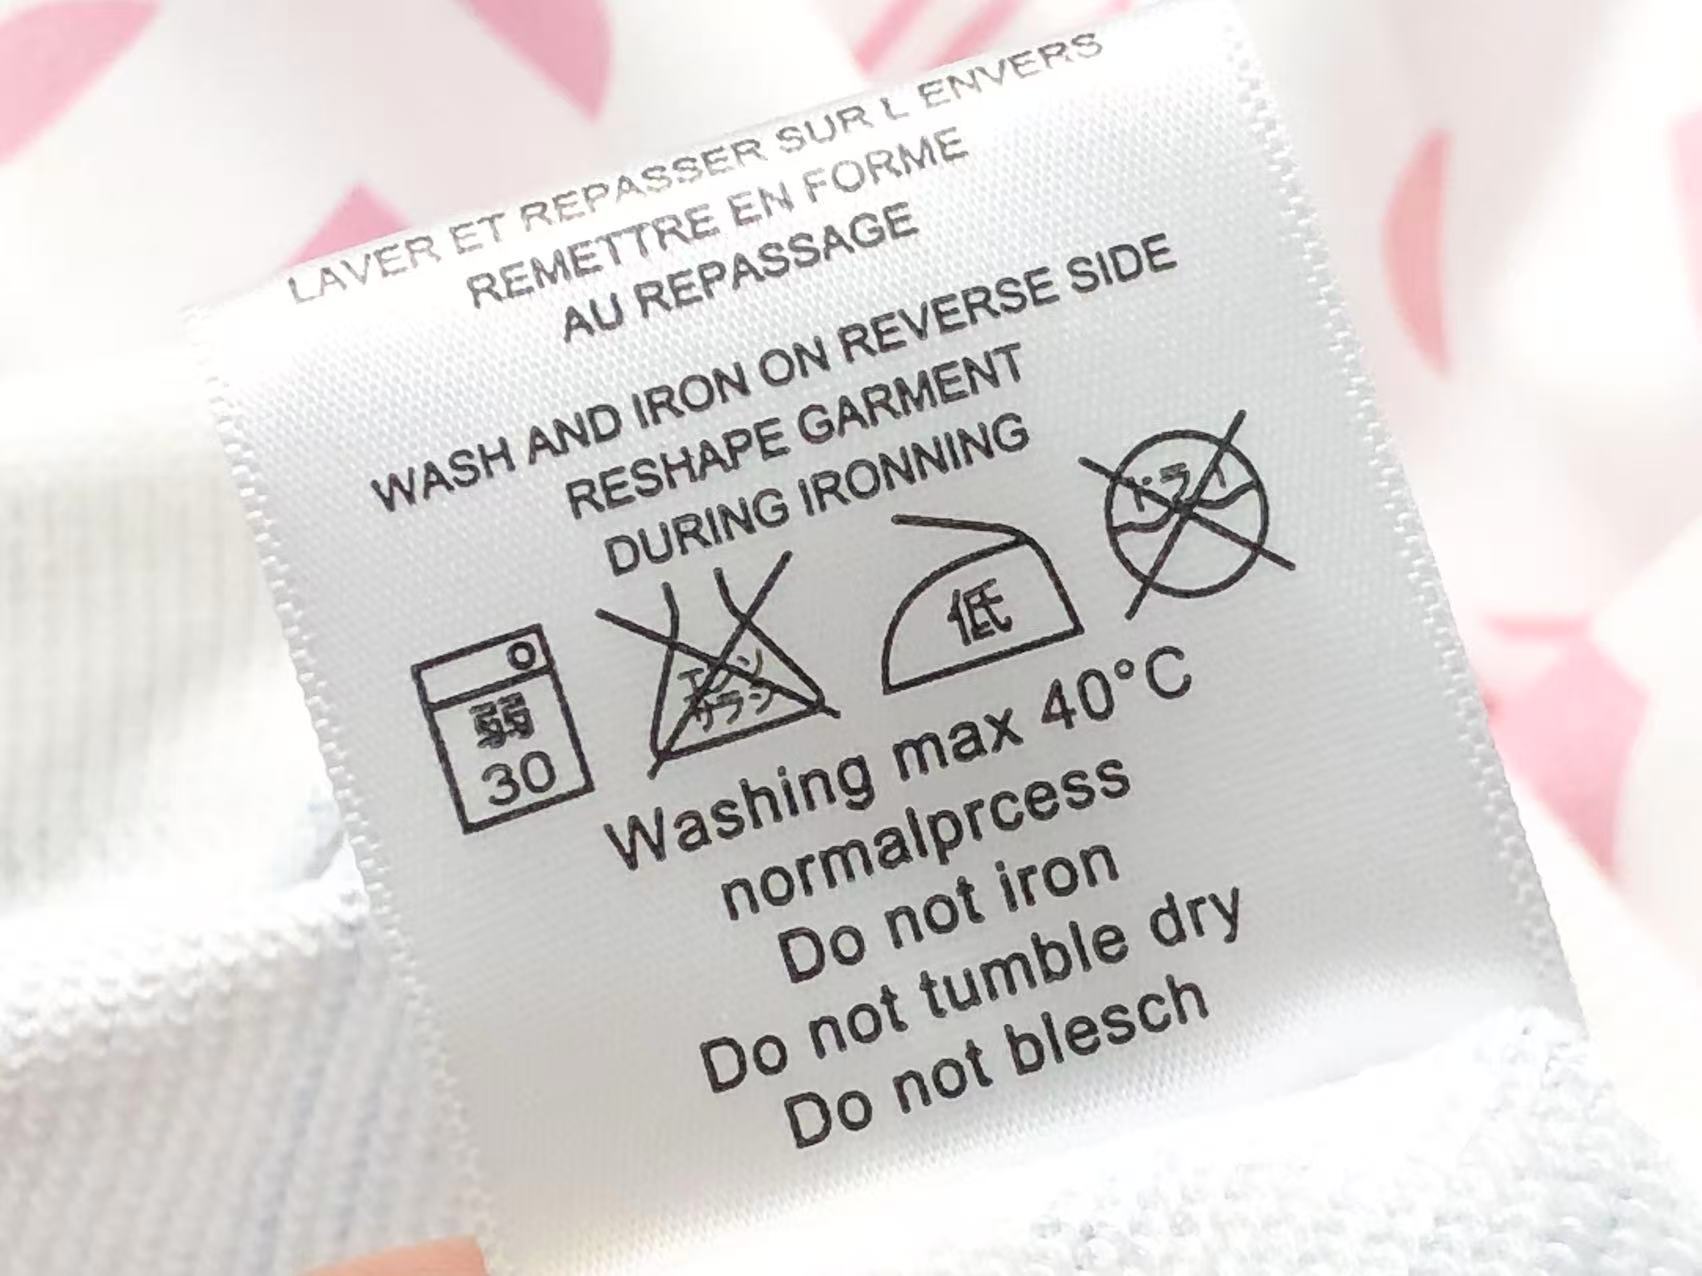 LAVER ET REPASSER SUR L ENVERS
REMETTRE EN FORME
AU REPASSAGE
WASH AND IRON ON REVERSE SIDE
RESHAPE GARMENT
DURING IRONNING
弱
30
エンソ
サラシ
低
ドライ
Washing max 40°C
normalprcess
Do not iron
Do not tumble dry
Do not blesch